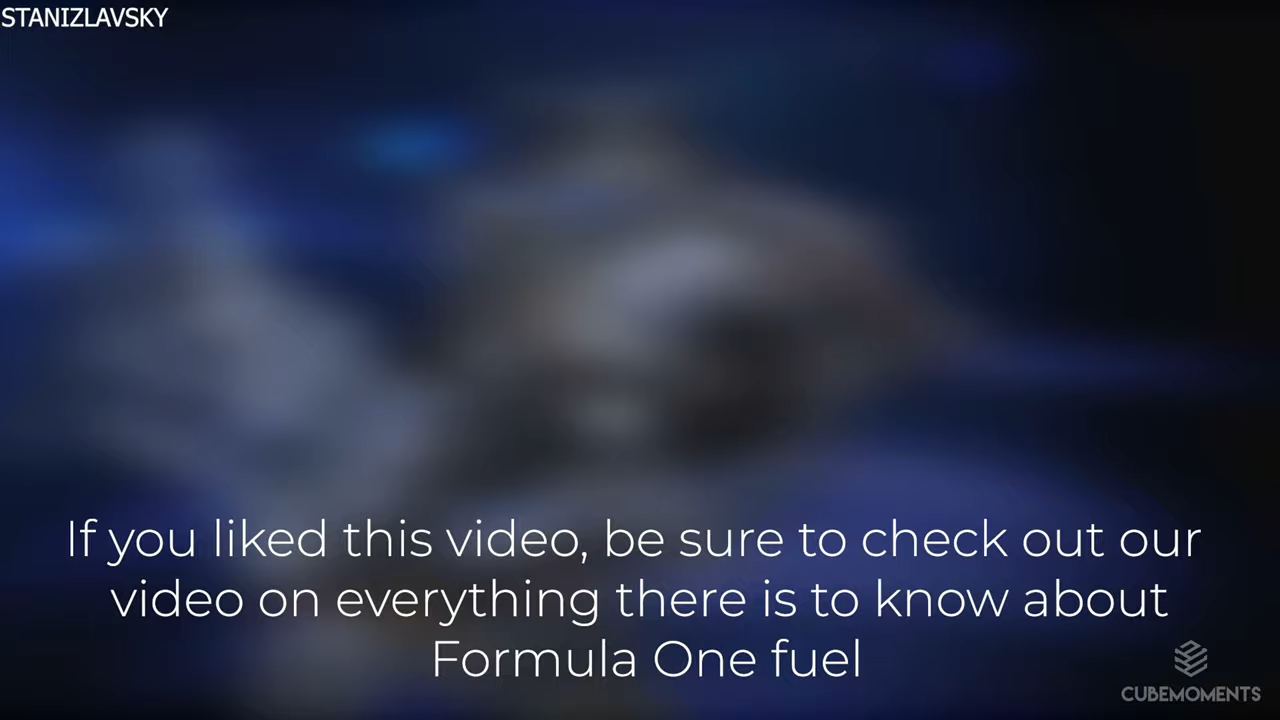 STANIZLAVSKY
If you liked this video, be sure to check out our
video on everything there is to know about
Formula One fuel
CUBEMOMENTS